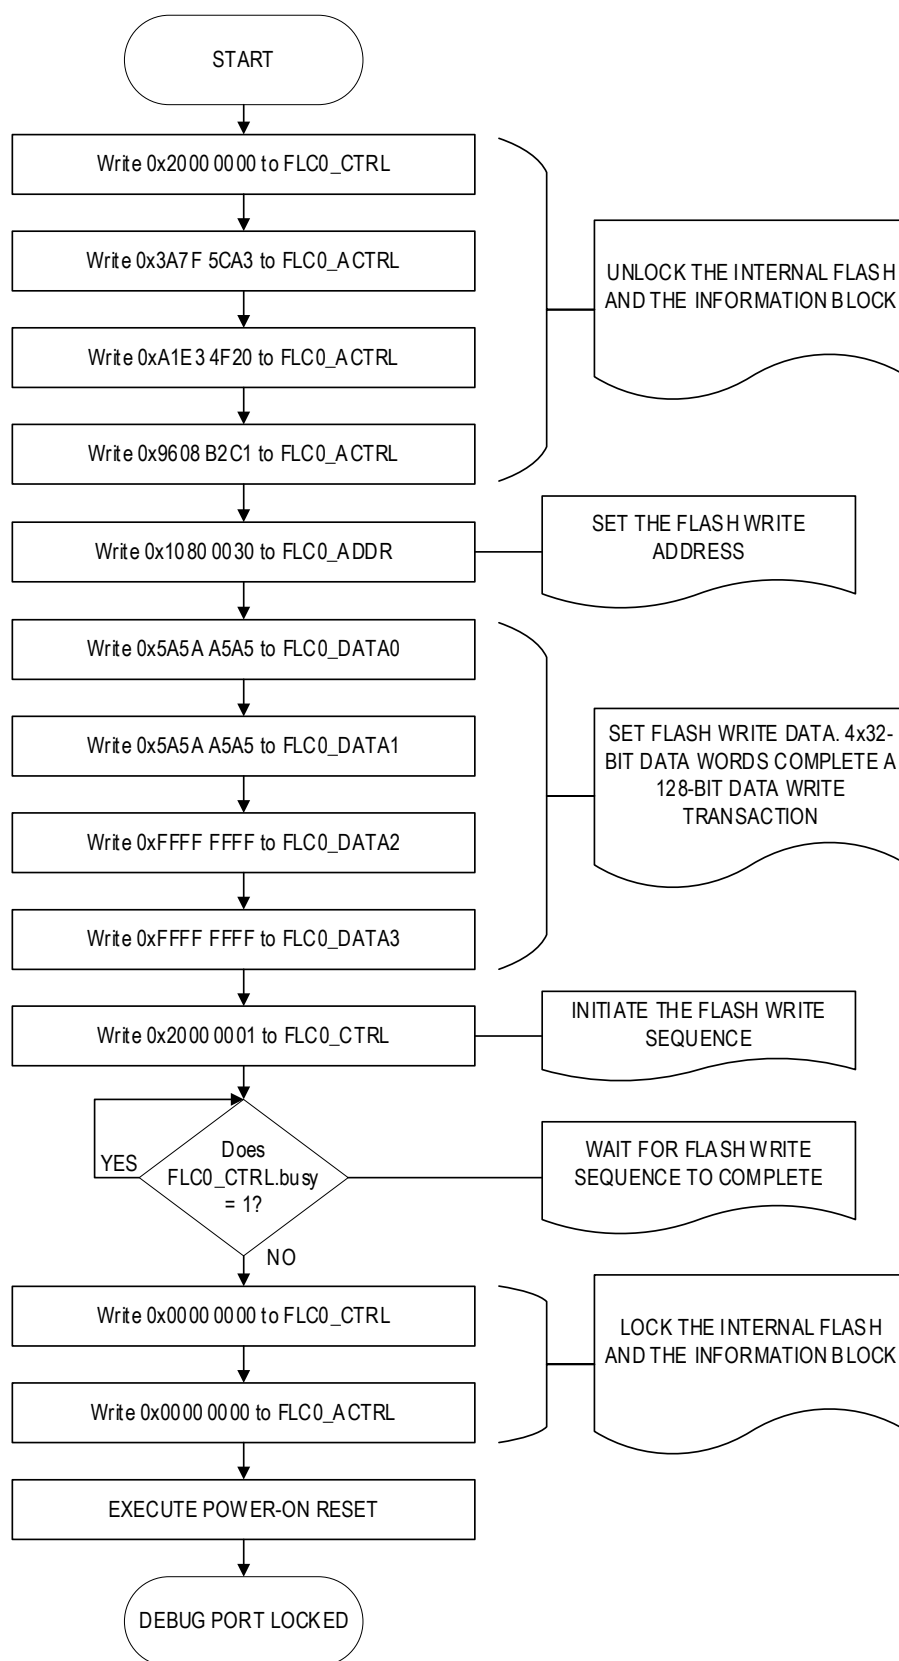 START
Write 0x2000 0000 to FLC0_CTRL
Write 0x3A7F 5CA3 to FLC0_ACTRL
UNLOCK THE INTERNAL FLASH
AND THE INFORMATION BLOCK
Write 0xA1E3 4F20 to FLC0_ACTRL
Write 0x9608 B2C1 to FLC0_ACTRL
Write 0x1080 0030 to FLC0_ADDR
SET THE FLASH WRITE
ADDRESS
Write 0x5A5A A5A5 to FLC0_DATA0
Write 0x5A5A A5A5 to FLC0_DATA1
SET FLASH WRITE DATA. 4x32-
BIT DATA WORDS COMPLETE A
128-BIT DATA WRITE
TRANSACTION
Write 0xFFFF FFFF to FLC0_DATA2
Write 0xFFFF FFFF to FLC0_DATA3
Write 0x2000 0001 to FLC0_CTRL
INITIATE THE FLASH WRITE
SEQUENCE
Does
FLC0_CTRL.busy
= 1?
YES
WAIT FOR FLASH WRITE
SEQUENCE TO COMPLETE
NO
Write 0x0000 0000 to FLC0_CTRL
LOCK THE INTERNAL FLASH
AND THE INFORMATION BLOCK
Write 0x0000 0000 to FLC0_ACTRL
EXECUTE POWER-ON RESET
DEBUG PORT LOCKED